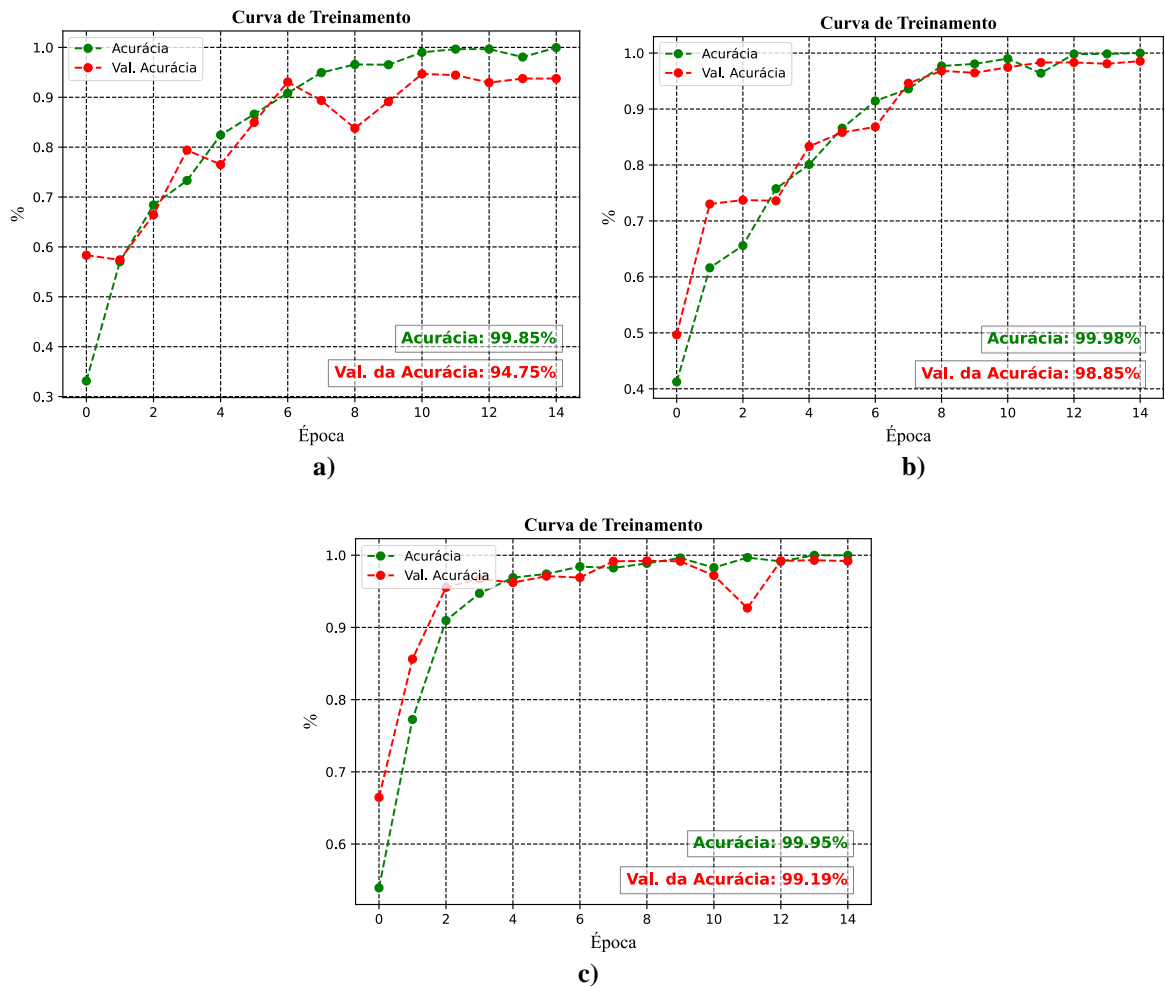 Curva de Treinamento
Acurácia
Val. Acurácia
1.0
0.9
0.8
0.7
0.6
0.5
0.4
0.3
%
Acurácia: 99.85%
Val. da Acurácia: 94.75%
0 2 4 6 8 10 12 14
Época
a)
Curva de Treinamento
Acurácia
Val. Acurácia
1.0
0.9
0.8
0.7
0.6
0.5
0.4
%
Acurácia: 99.98%
Val. da Acurácia: 98.85%
0 2 4 6 8 10 12 14
Época
b)
Curva de Treinamento
Acurácia
Val. Acurácia
1.0
0.9
0.8
0.7
0.6
%
Acurácia: 99.95%
Val. da Acurácia: 99.19%
0 2 4 6 8 10 12 14
Época
c)